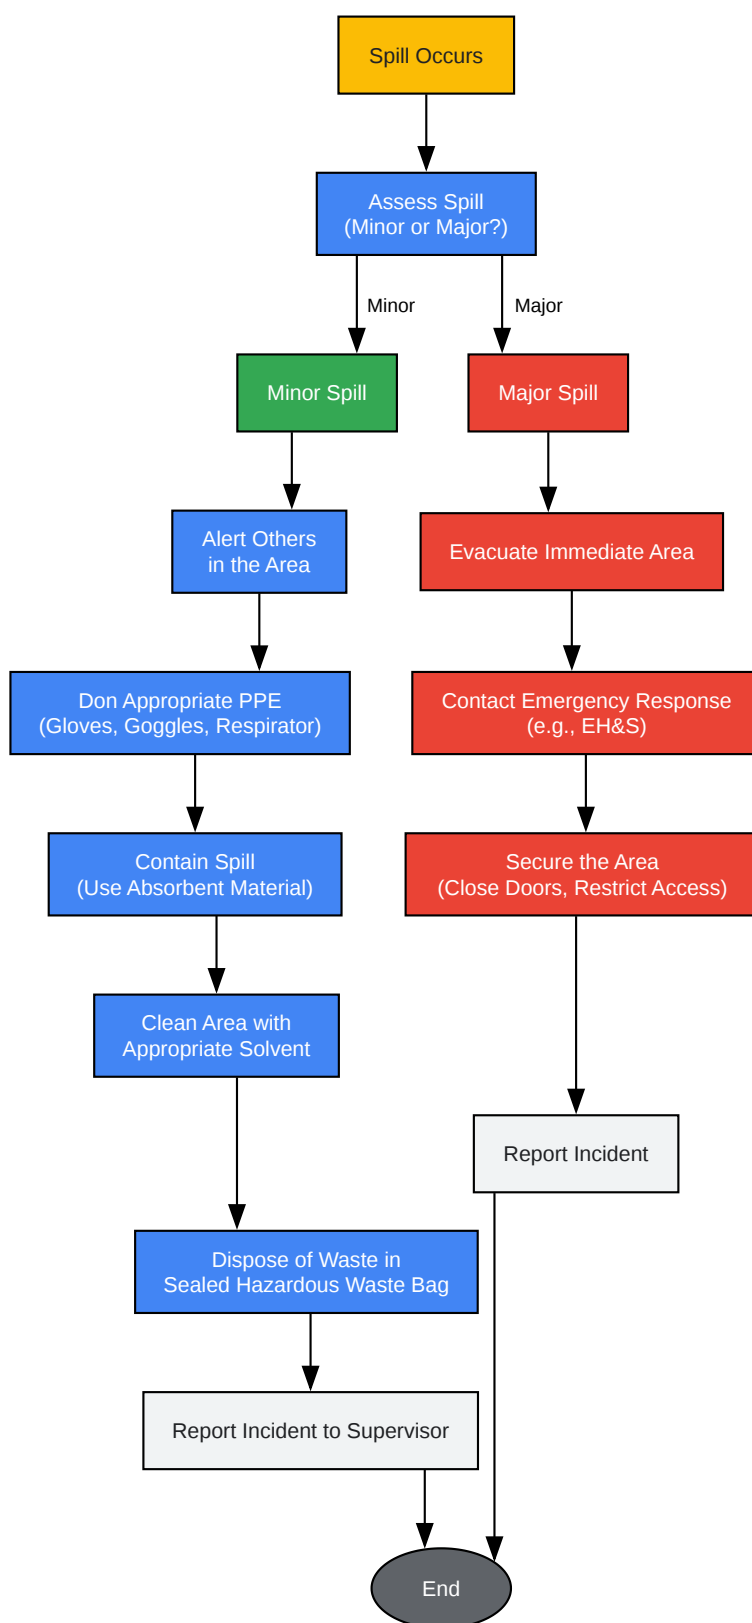 Spill Occurs
Assess Spill
(Minor or Major?)
Minor
Major
Minor Spill
Major Spill
Alert Others
in the Area
Evacuate Immediate Area
Don Appropriate PPE
(Gloves, Goggles, Respirator)
Contact Emergency Response
(e.g., EH&S)
Contain Spill
(Use Absorbent Material)
Secure the Area
(Close Doors, Restrict Access)
Clean Area with
Appropriate Solvent
Report Incident
Dispose of Waste in
Sealed Hazardous Waste Bag
Report Incident to Supervisor
End